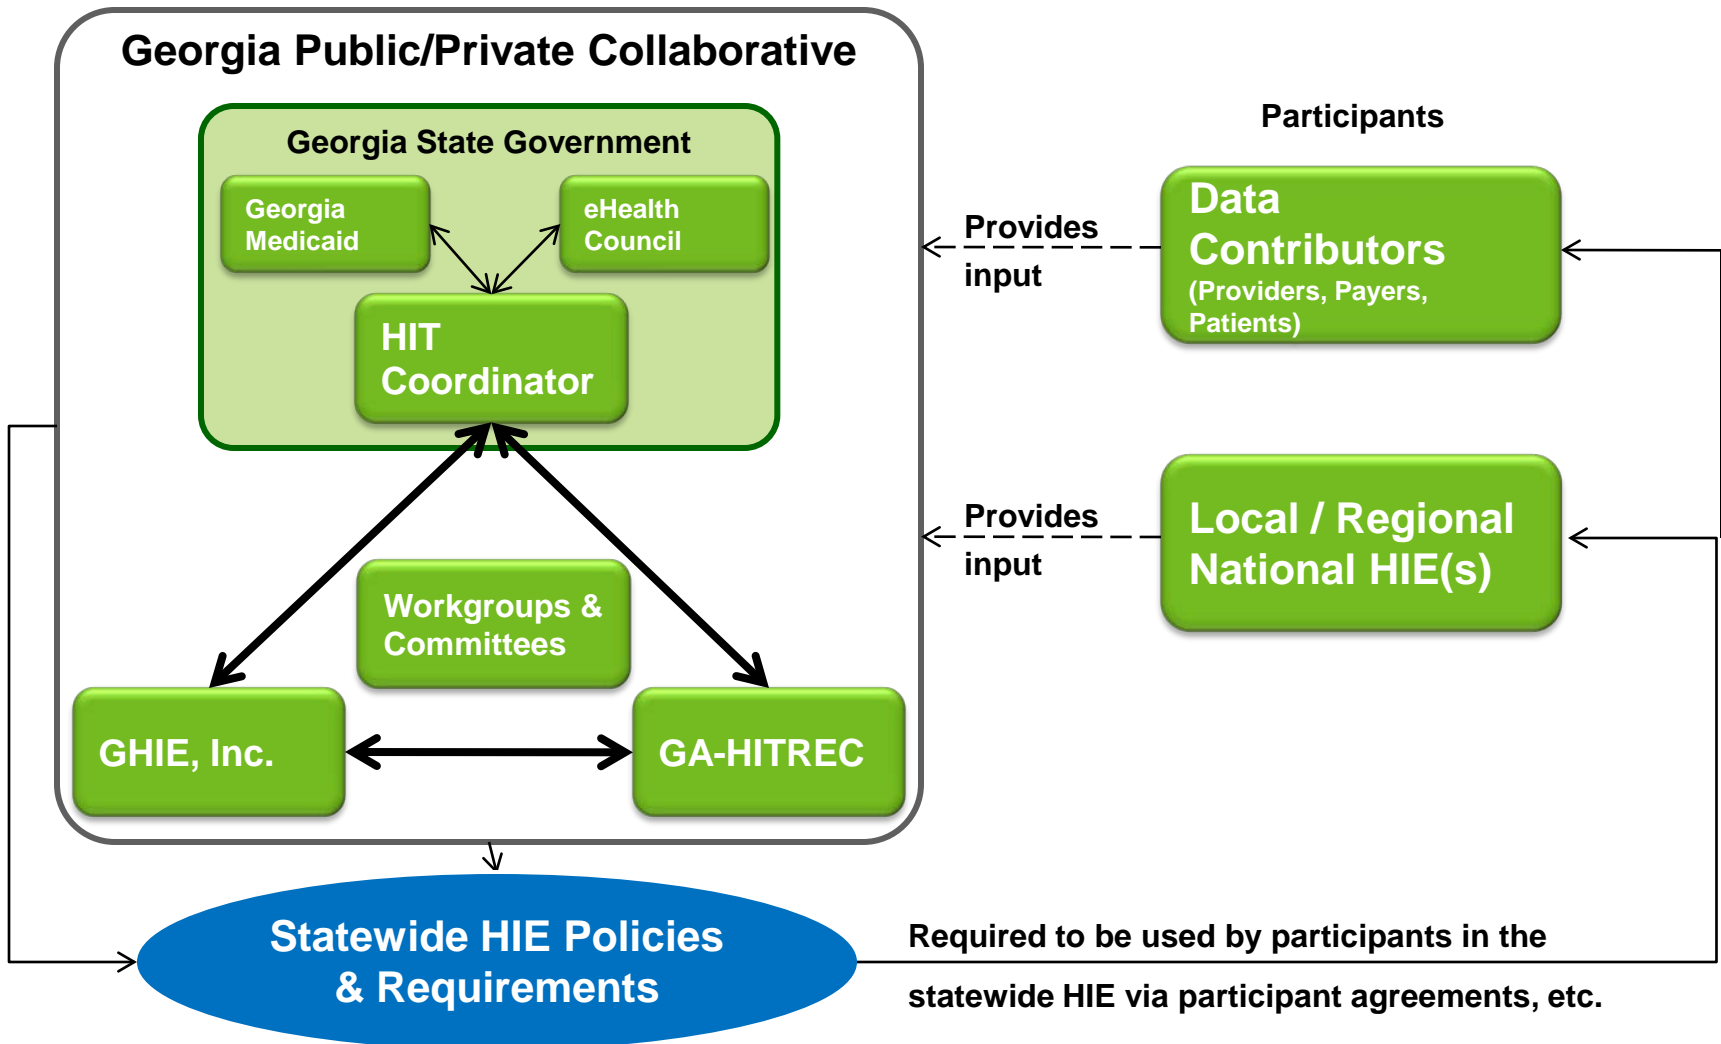 Georgia Public/Private Collaborative
Georgia State Government
Georgia
Medicaid
eHealth
Council
HIT
Coordinator
Workgroups &
Committees
GHIE, Inc.
GA-HITREC
Provides
input
Provides
input
Participants
Data
Contributors
(Providers, Payers,
Patients)
Local / Regional
National HIE(s)
Statewide HIE Policies
& Requirements
Required to be used by participants in the
statewide HIE via participant agreements, etc.